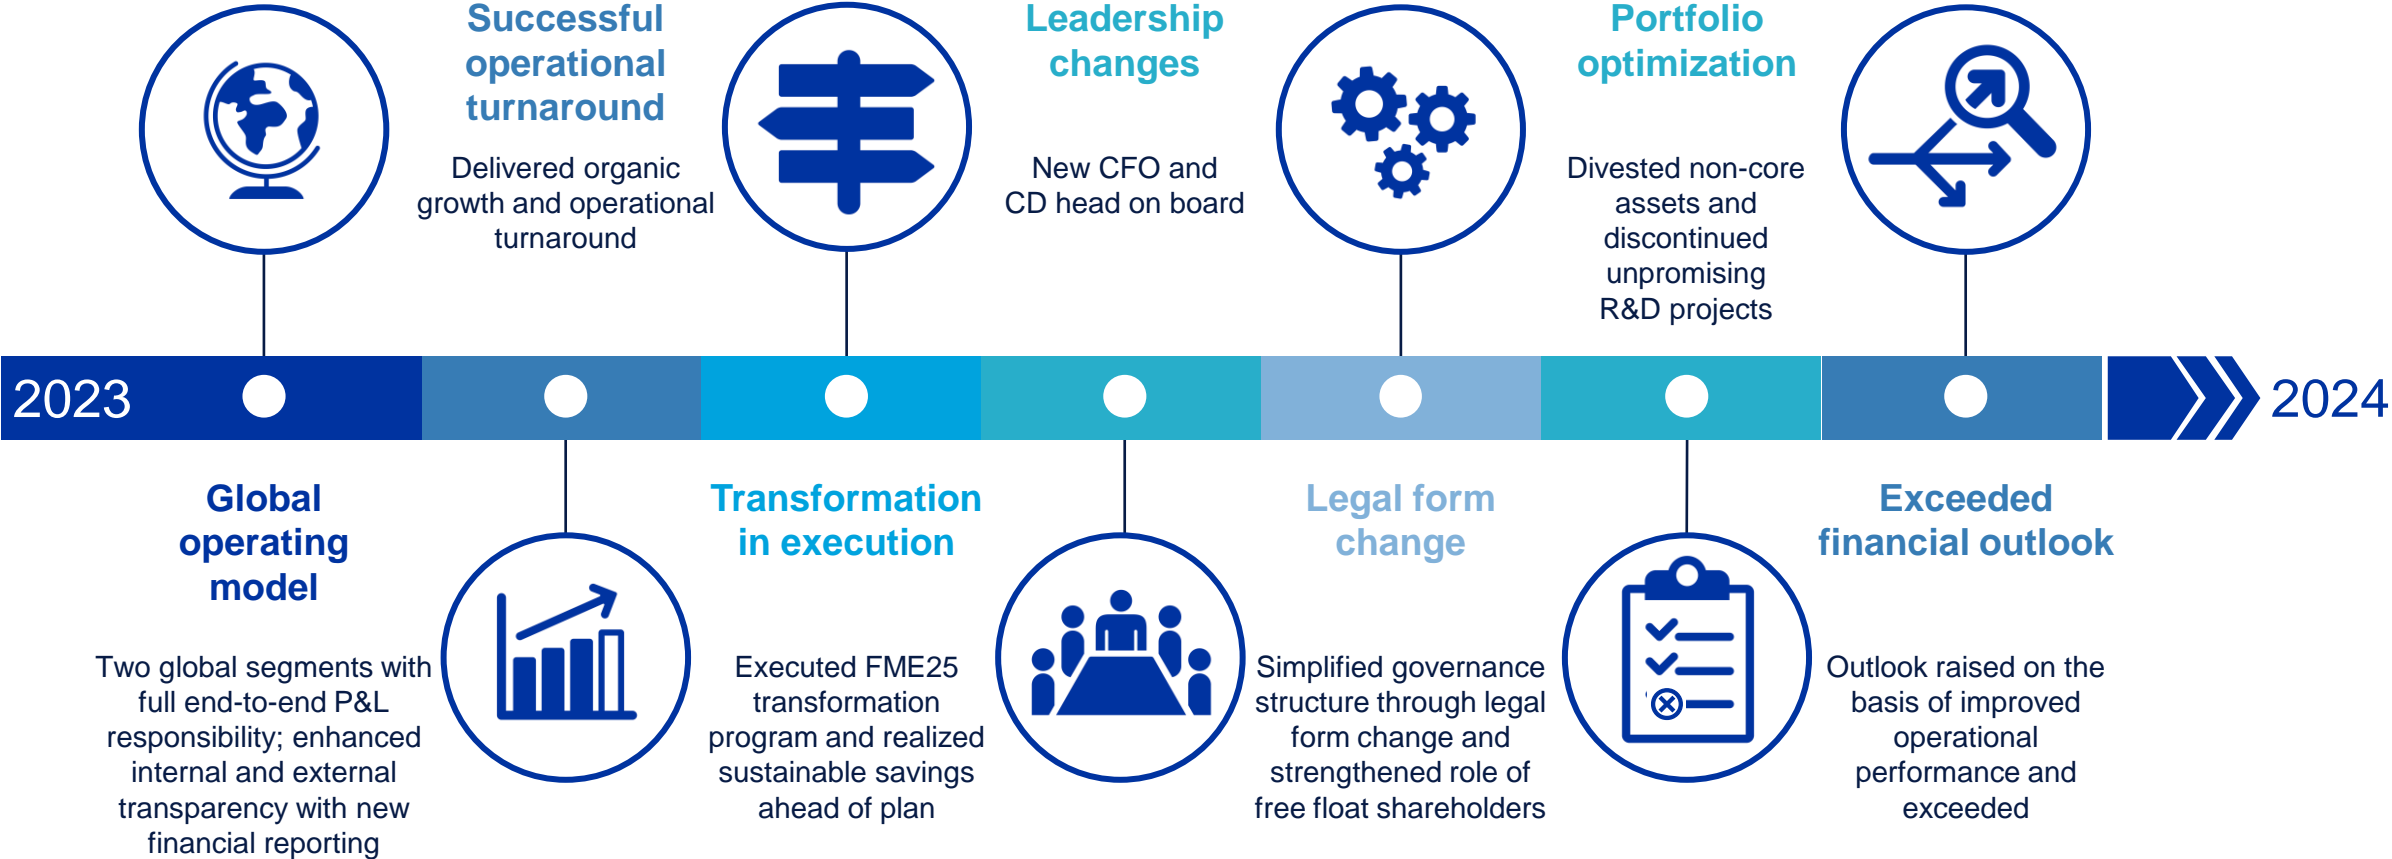 Successful
operational
turnaround
Delivered organic
growth and operational
turnaround
Leadership
changes
New CFO and
CD head on board
Portfolio
optimization
Divested non-core
assets and
discontinued
unpromising
R&D projects
2023
2024
Global
operating
model
Two global segments with
full end-to-end P&L
responsibility; enhanced
internal and external
transparency with new
financial reporting
Transformation
in execution
Executed FME25
transformation
program and realized
sustainable savings
ahead of plan
Legal form
change
Simplified governance
structure through legal
form change and
strengthened role of
free float shareholders
Exceeded
financial outlook
Outlook raised on the
basis of improved
operational
performance and
exceeded